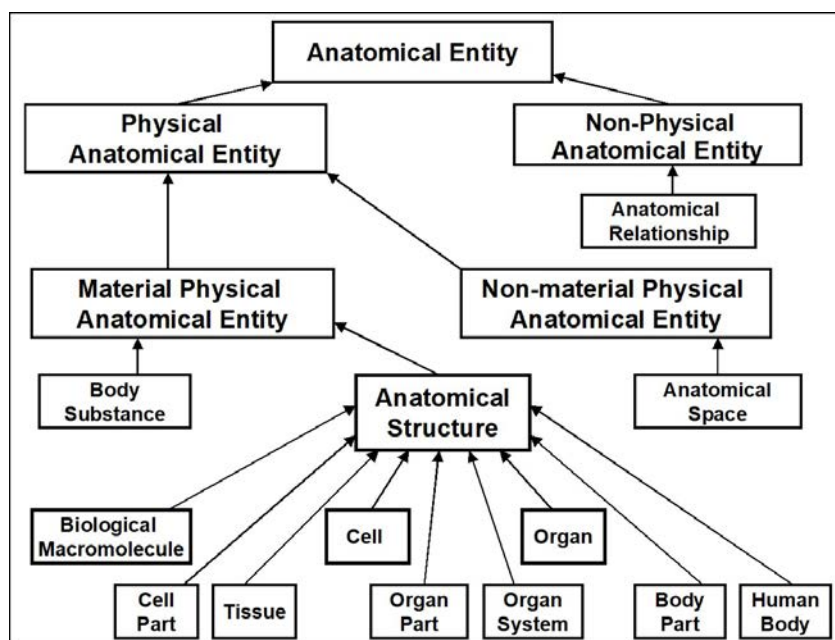 Anatomical Entity
Physical
Anatomical Entity
Non-Physical
Anatomical Entity
Anatomical
Relationship
Material Physical
Anatomical Entity
Non-material Physical
Anatomical Entity
Body
Substance
Anatomical
Structure
Anatomical
Space
Biological
Macromolecule
Cell
Organ
Cell
Part
Tissue
Organ
Part
Organ
System
Body
Part
Human
Body